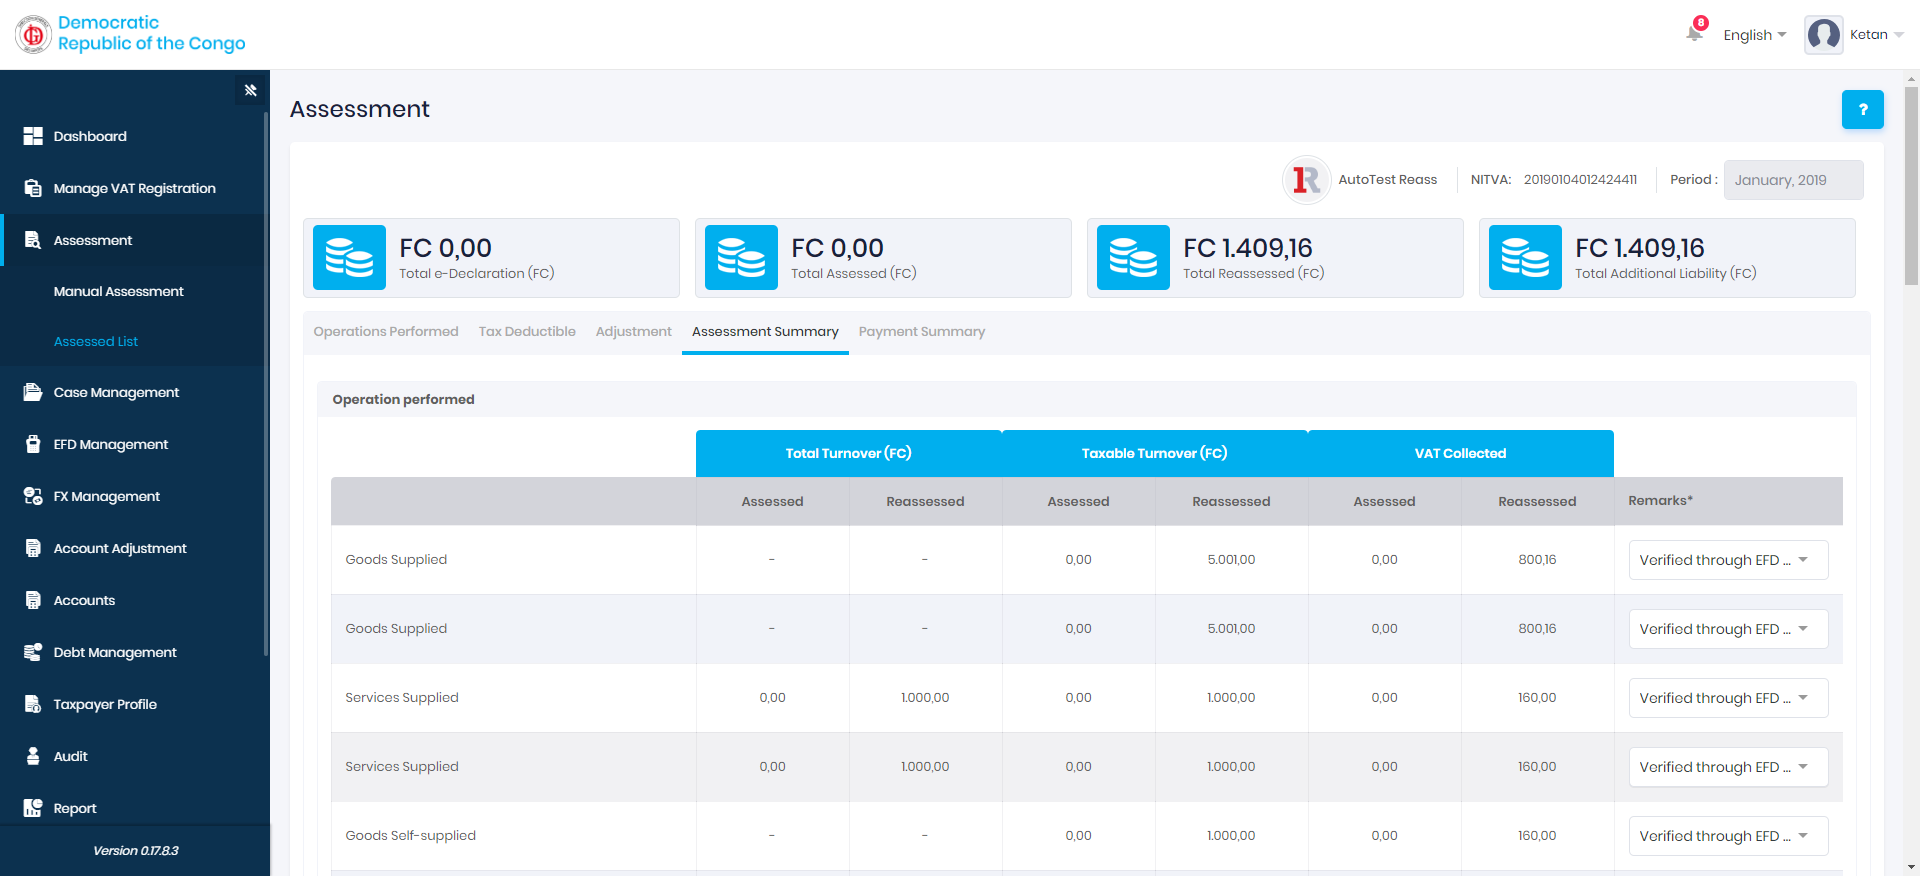 Democratic
Republic of the Congo
8
English
Ketan
Dashboard
Manage VAT Registration
Assessment
Manual Assessment
Assessed List
Case Management
EFD Management
FX Management
Account Adjustment
Accounts
Debt Management
Taxpayer Profile
Audit
Report
Version 0.17.8.3
Assessment
?
AutoTest Reass
NITVA: 20190104012424411
Period : January, 2019
FC 0,00
Total e-Declaration (FC)
FC 0,00
Total Assessed (FC)
FC 1.409,16
Total Reassessed (FC)
FC 1.409,16
Total Additional Liability (FC)
Operations Performed Tax Deductible Adjustment Assessment Summary Payment Summary
Operation performed
Total Turnover (FC) Taxable Turnover (FC) VAT Collected
Assessed Reassessed Assessed Reassessed Assessed Reassessed Remarks*
Goods Supplied - - 0,00 5.001,00 0,00 800,16 Verified through EFD ...
Goods Supplied - - 0,00 5.001,00 0,00 800,16 Verified through EFD ...
Services Supplied 0,00 1.000,00 0,00 1.000,00 0,00 160,00 Verified through EFD ...
Services Supplied 0,00 1.000,00 0,00 1.000,00 0,00 160,00 Verified through EFD ...
Goods Self-supplied - - 0,00 1.000,00 0,00 160,00 Verified through EFD ...